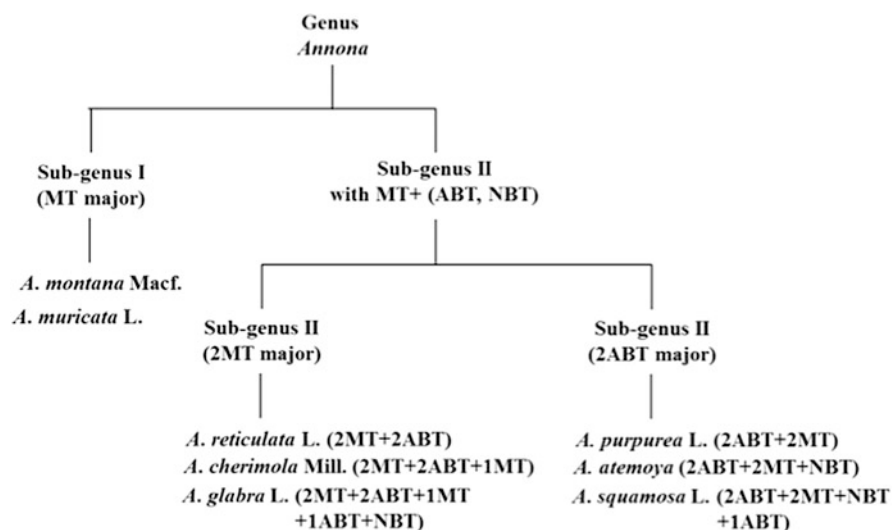 Genus
Annona
Sub-genus I
(MT major)
Sub-genus II
with MT+ (ABT, NBT)
A. montana Macf.
A. muricata L.
Sub-genus II
(2MT major)
Sub-genus II
(2ABT major)
A. reticulata L. (2MT+2ABT)
A. cherimola Mill. (2MT+2ABT+1MT)
A. glabra L. (2MT+2ABT+1MT
+1ABT+NBT)
A. purpurea L. (2ABT+2MT)
A. atemoya (2ABT+2MT+NBT)
A. squamosa L. (2ABT+2MT+NBT
+1ABT)